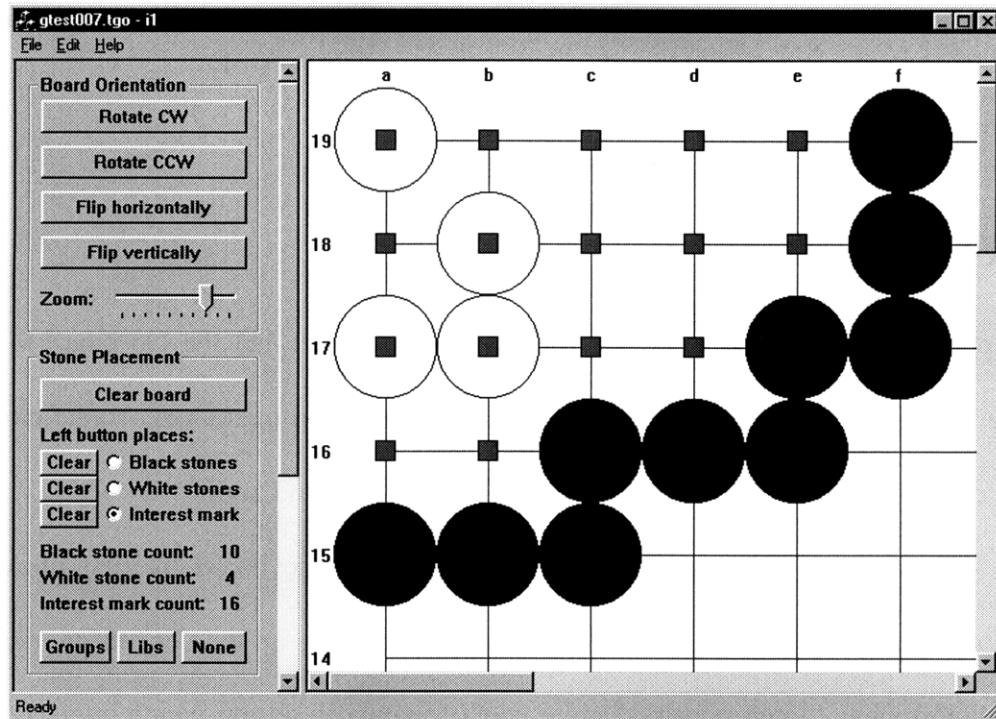 gtest007.tgo - i1
File Edit Help
Board Orientation
Rotate CW
Rotate CCW
Flip horizontally
Flip vertically
Zoom:
Stone Placement
Clear board
Left button places:
Clear Black stones
Clear White stones
Clear Interest mark
Black stone count: 10
White stone count: 4
Interest mark count: 16
Groups Libs None
a b c d e f
19
18
17
16
15
14
Ready